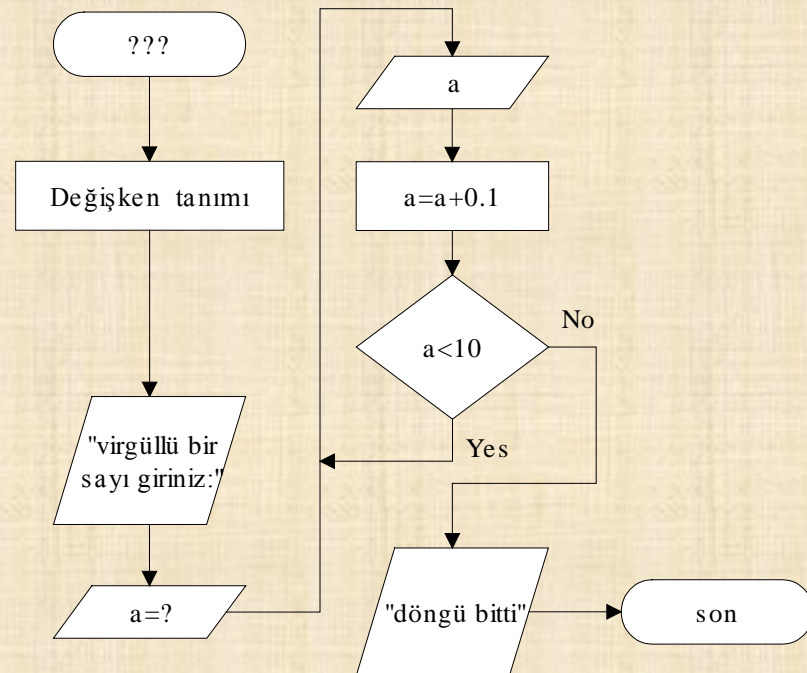 ???
Değişken tanımı
"virgüllü bir
sayı giriniz:"
a=?
a
a=a+0.1
a<10
No
Yes
"döngü bitti"
son